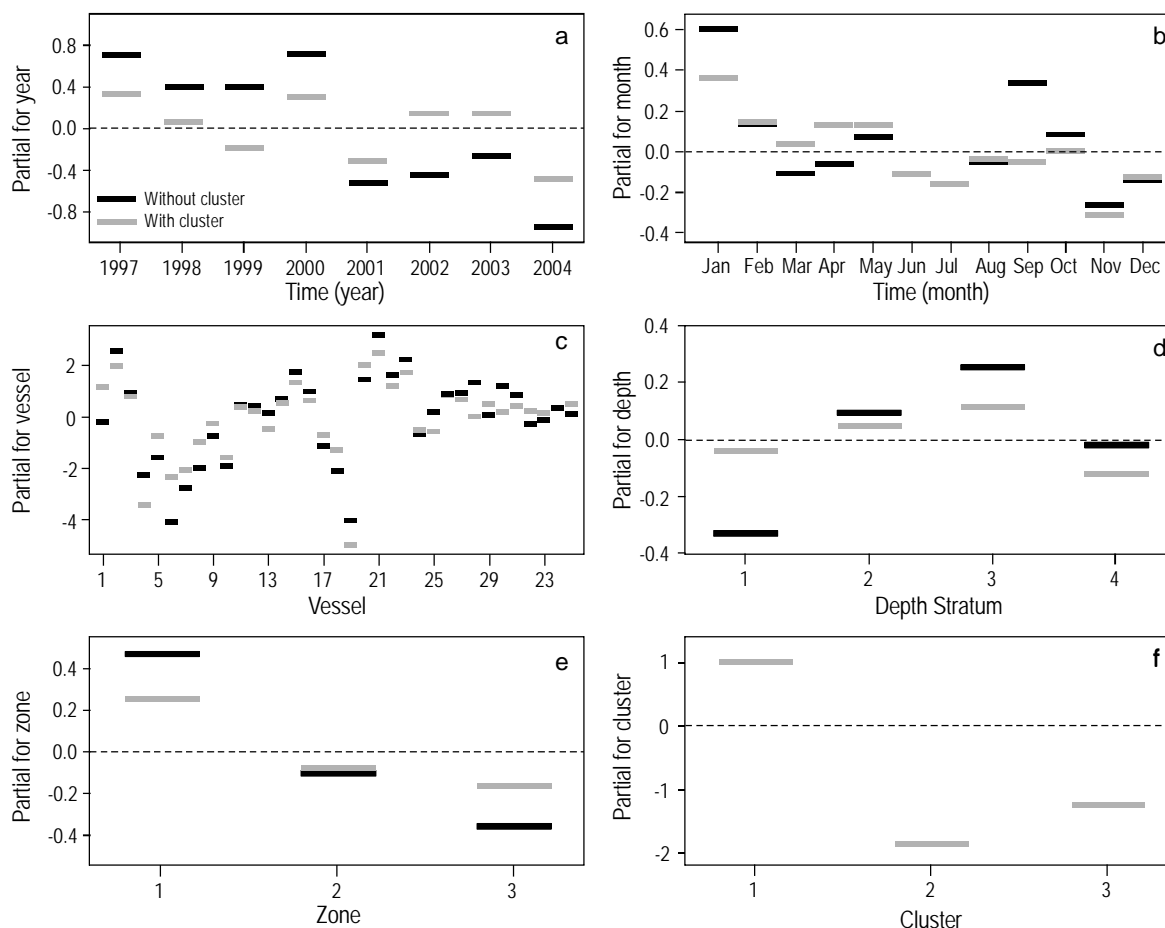 a
Partial for year
0.8
0.4
0.0
-0.4
-0.8
Without cluster
With cluster
1997 1998 1999 2000 2001 2002 2003 2004
Time (year)
b
Partial for month
0.6
0.4
0.2
0.0
-0.2
-0.4
Jan Feb Mar Apr May Jun Jul Aug Sep Oct Nov Dec
Time (month)
c
Partial for vessel
2
0
-2
-4
1 5 9 13 17 21 25 29 23
Vessel
d
Partial for depth
0.4
0.2
0.0
-0.2
-0.4
1 2 3 4
Depth Stratum
e
Partial for zone
0.4
0.2
0.0
-0.2
-0.4
1 2 3
Zone
f
Partial for cluster
1
0
-1
-2
1 2 3
Cluster